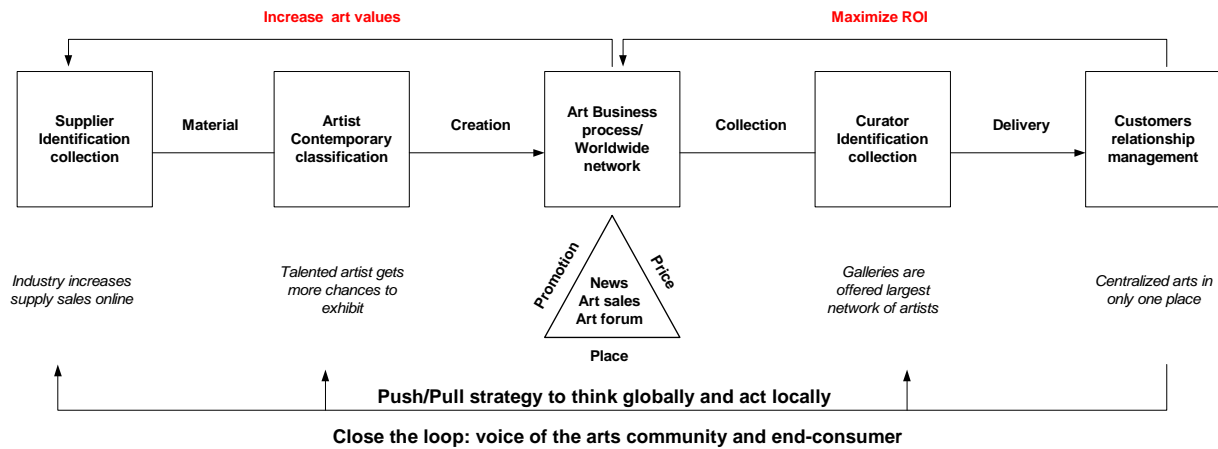 Increase art values
Maximize ROI
Supplier
Identification
collection
Material
Artist
Contemporary
classification
Creation
Art Business
process/
Worldwide
network
Collection
Curator
Identification
collection
Delivery
Customers
relationship
management
Industry increases
supply sales online
Talented artist gets
more chances to
exhibit
Promotion
News
Art sales
Art forum
Price
Place
Galleries are
offered largest
network of artists
Centralized arts in
only one place
Push/Pull strategy to think globally and act locally
Close the loop: voice of the arts community and end-consumer